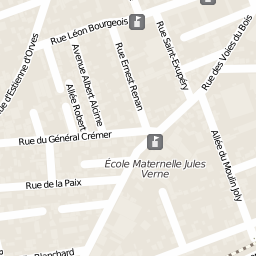 Rue Léon Bourgeois
Rue d'Estienne d'Orves
Avenue Albert Alcime
Allée Robert
Rue Ernest Renan
Rue Saint-Exupéry
Rue des Voies du Bois
Rue du Général Crémer
Allée du Moulin Joly
École Maternelle Jules
Verne
Rue de la Paix
Blanchard